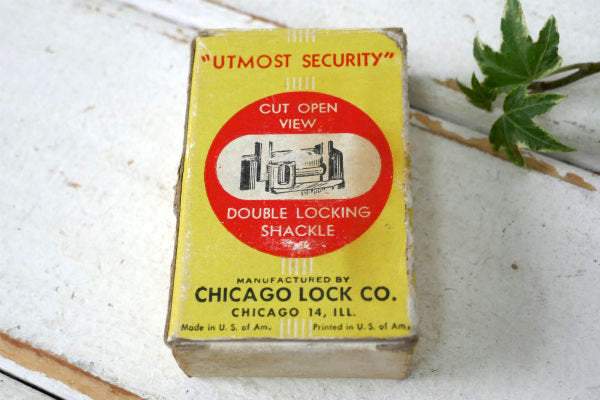 "UTMOST SECURITY"
CUT OPEN
VIEW
DOUBLE LOCKING
SHACKLE
MANUFACTURED BY
CHICAGO LOCK CO.
CHICAGO 14, ILL.
Made in U. S. of Am. Printed in U. S. of Am.